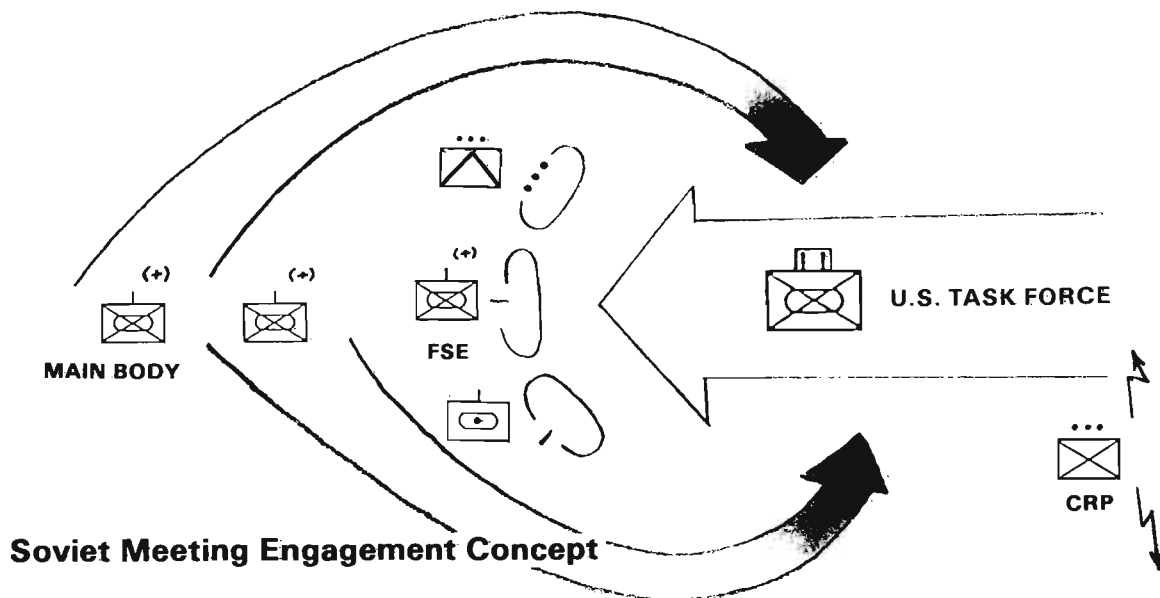 (+)
(+)
(+)
MAIN BODY
FSE
U.S. TASK FORCE
CRP
Soviet Meeting Engagement Concept